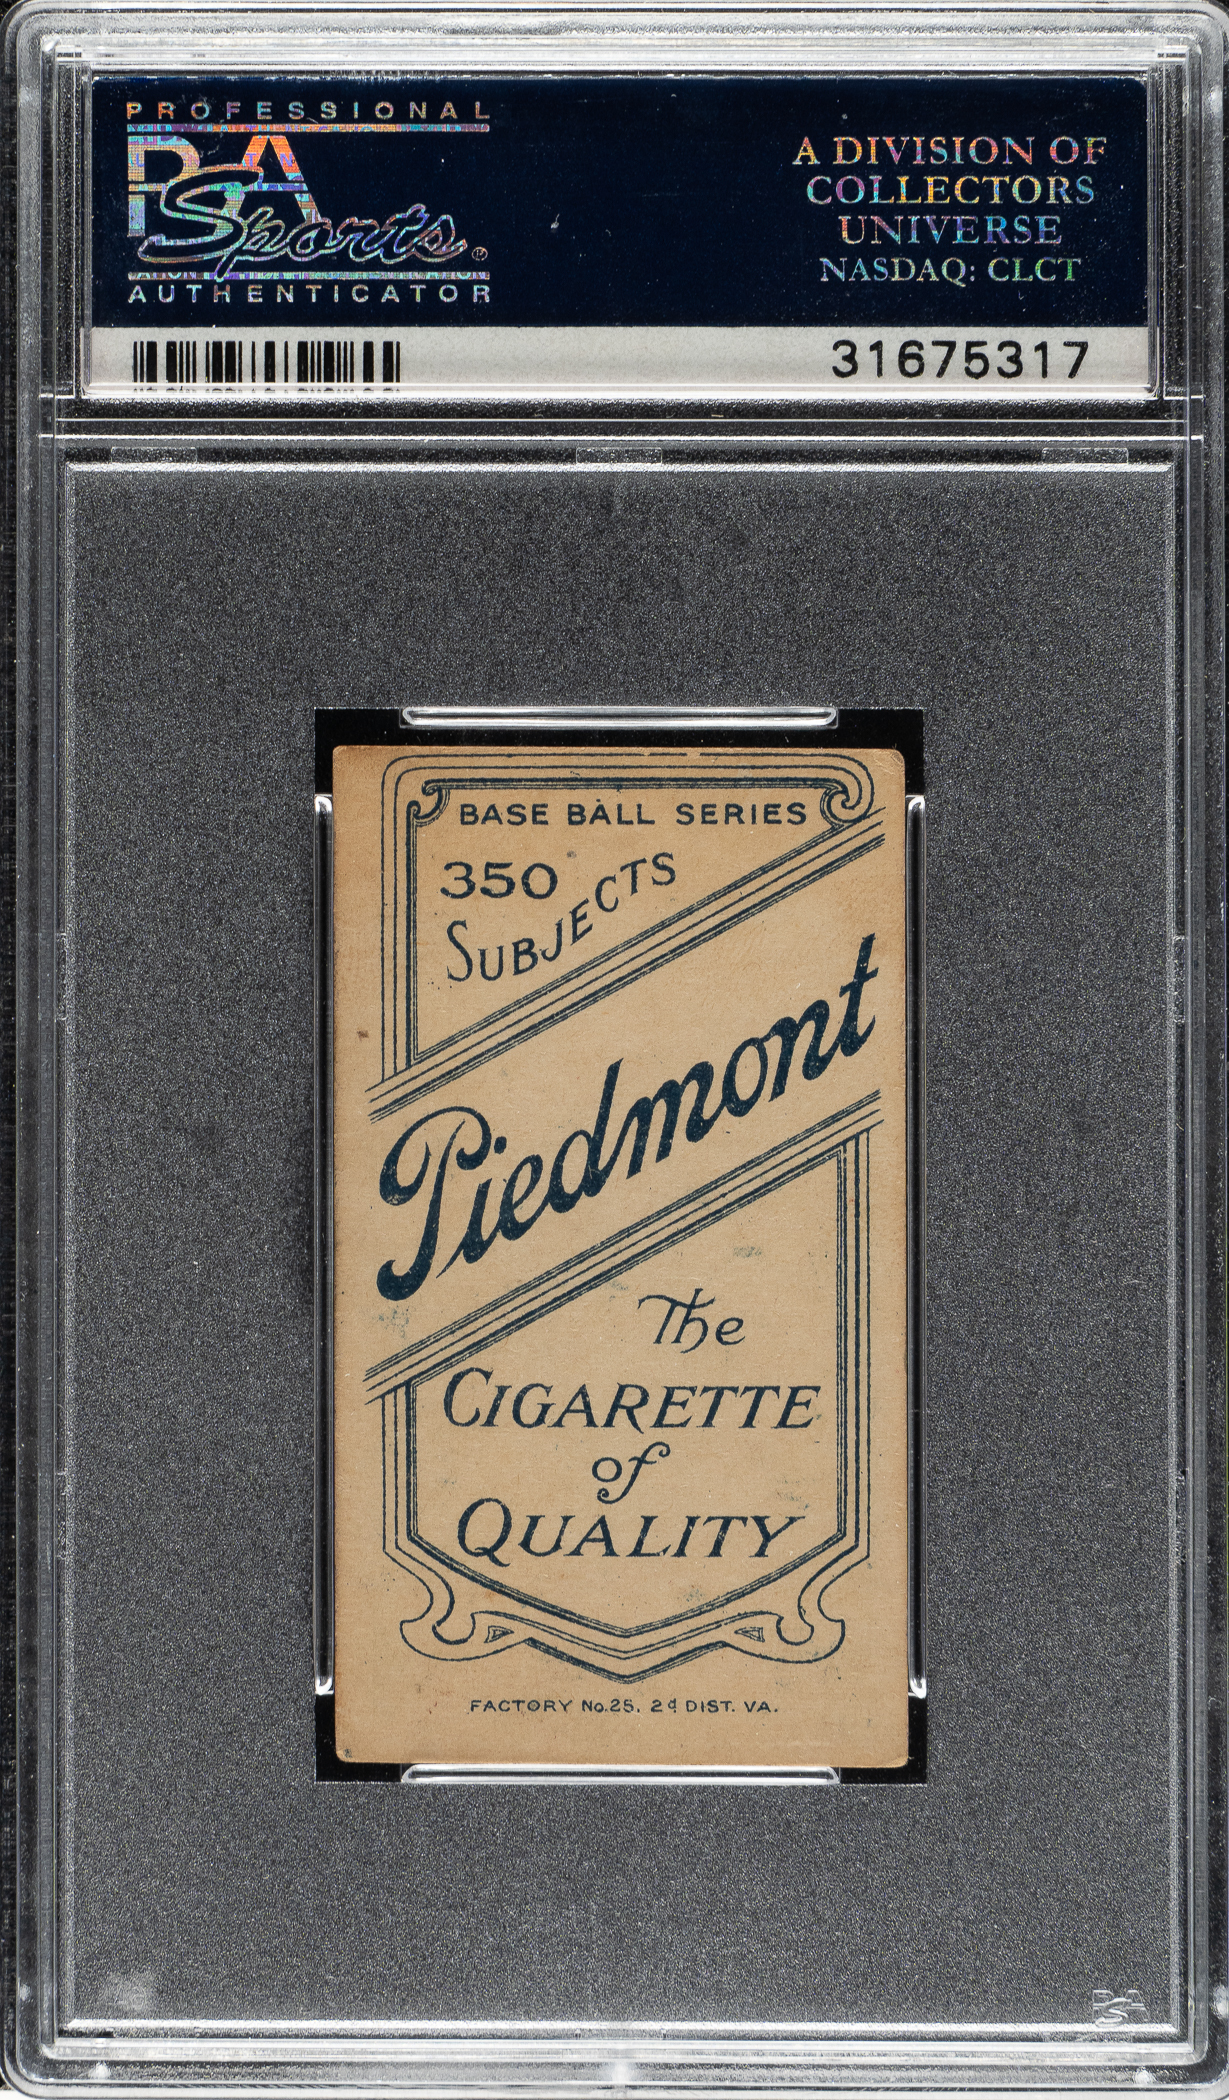 PROFESSIONAL
PSA
Sports®
AUTHENTICATOR
A DIVISION OF
COLLECTORS
UNIVERSE
NASDAQ: CLCT
31675317
BASE BALL SERIES
350
SUBJECTS
Piedmont
The
CIGARETTE
of
QUALITY
FACTORY No. 25. 2d DIST. VA.
PSA